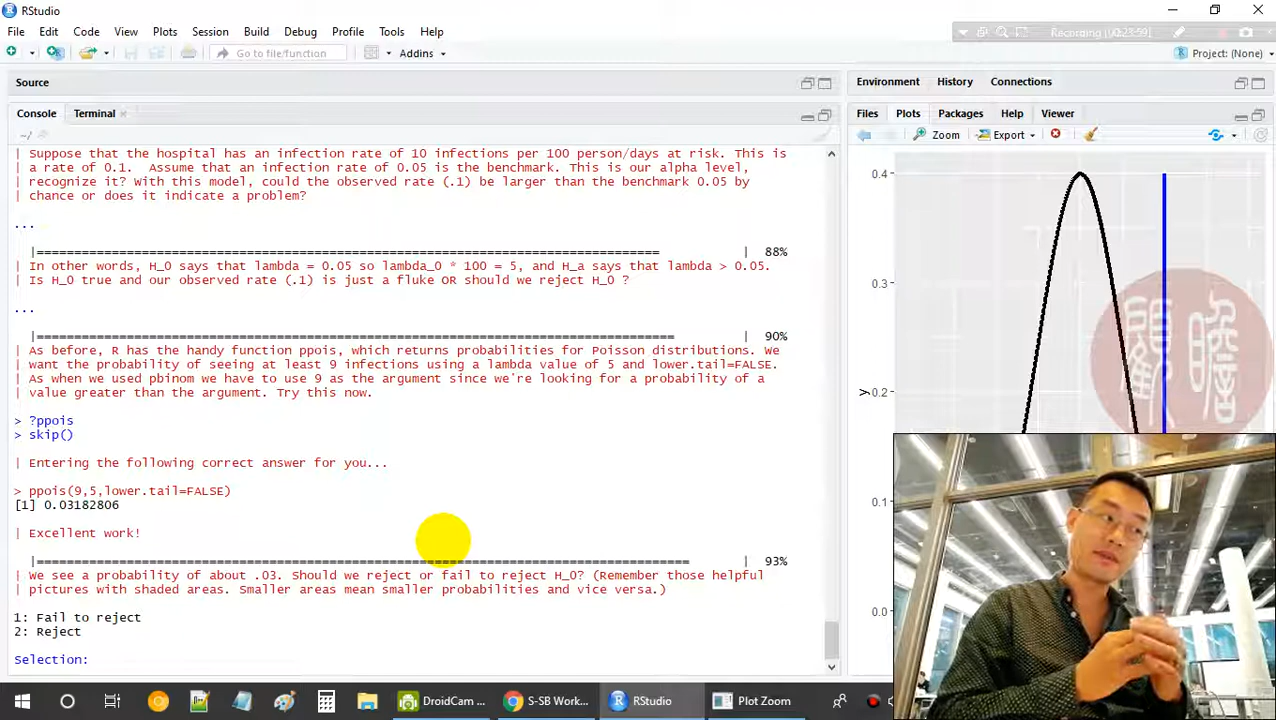 RStudio
File Edit Code View Plots Session Build Debug Profile Tools Help
Recording [00:23:59]
Go to file/function
Addins
Project: (None)
Source
Environment History Connections
Console Terminal
Files Plots Packages Help Viewer
~/
Zoom Export
| Suppose that the hospital has an infection rate of 10 infections per 100 person/days at risk. This is
| a rate of 0.1.  Assume that an infection rate of 0.05 is the benchmark. This is our alpha level,
| recognize it? With this model, could the observed rate (.1) be larger than the benchmark 0.05 by
| chance or does it indicate a problem?
...
|===================================================================================== | 88%
| In other words, H_0 says that lambda = 0.05 so lambda_0 * 100 = 5, and H_a says that lambda > 0.05.
| Is H_0 true and our observed rate (.1) is just a fluke OR should we reject H_0 ?
...
|======================================================================================= | 90%
| As before, R has the handy function ppois, which returns probabilities for Poisson distributions. We
| want the probability of seeing at least 9 infections using a lambda value of 5 and lower.tail=FALSE.
| As when we used pbinom we have to use 9 as the argument since we're looking for a probability of a
| value greater than the argument. Try this now.
> ?ppois
> skip()
| Entering the following correct answer for you...
> ppois(9,5,lower.tail=FALSE)
[1] 0.03182806
| Excellent work!
|========================================================================================= | 93%
| We see a probability of about .03. Should we reject or fail to reject H_0? (Remember those helpful
| pictures with shaded areas. Smaller areas mean smaller probabilities and vice versa.)
1: Fail to reject
2: Reject
Selection:
0.4
0.3
0.2
y
0.1
0.0
DroidCam ...
S-SB Work...
RStudio
Plot Zoom